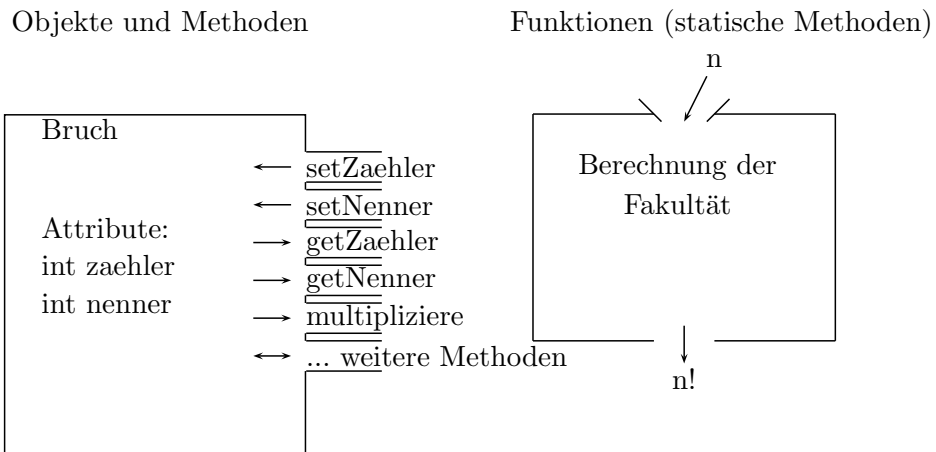 Objekte und Methoden
Bruch
Attribute:
int zaehler
int nenner
setZaehler
setNenner
getZaehler
getNenner
multipliziere
... weitere Methoden
Funktionen (statische Methoden)
n
Berechnung der
Fakultät
n!